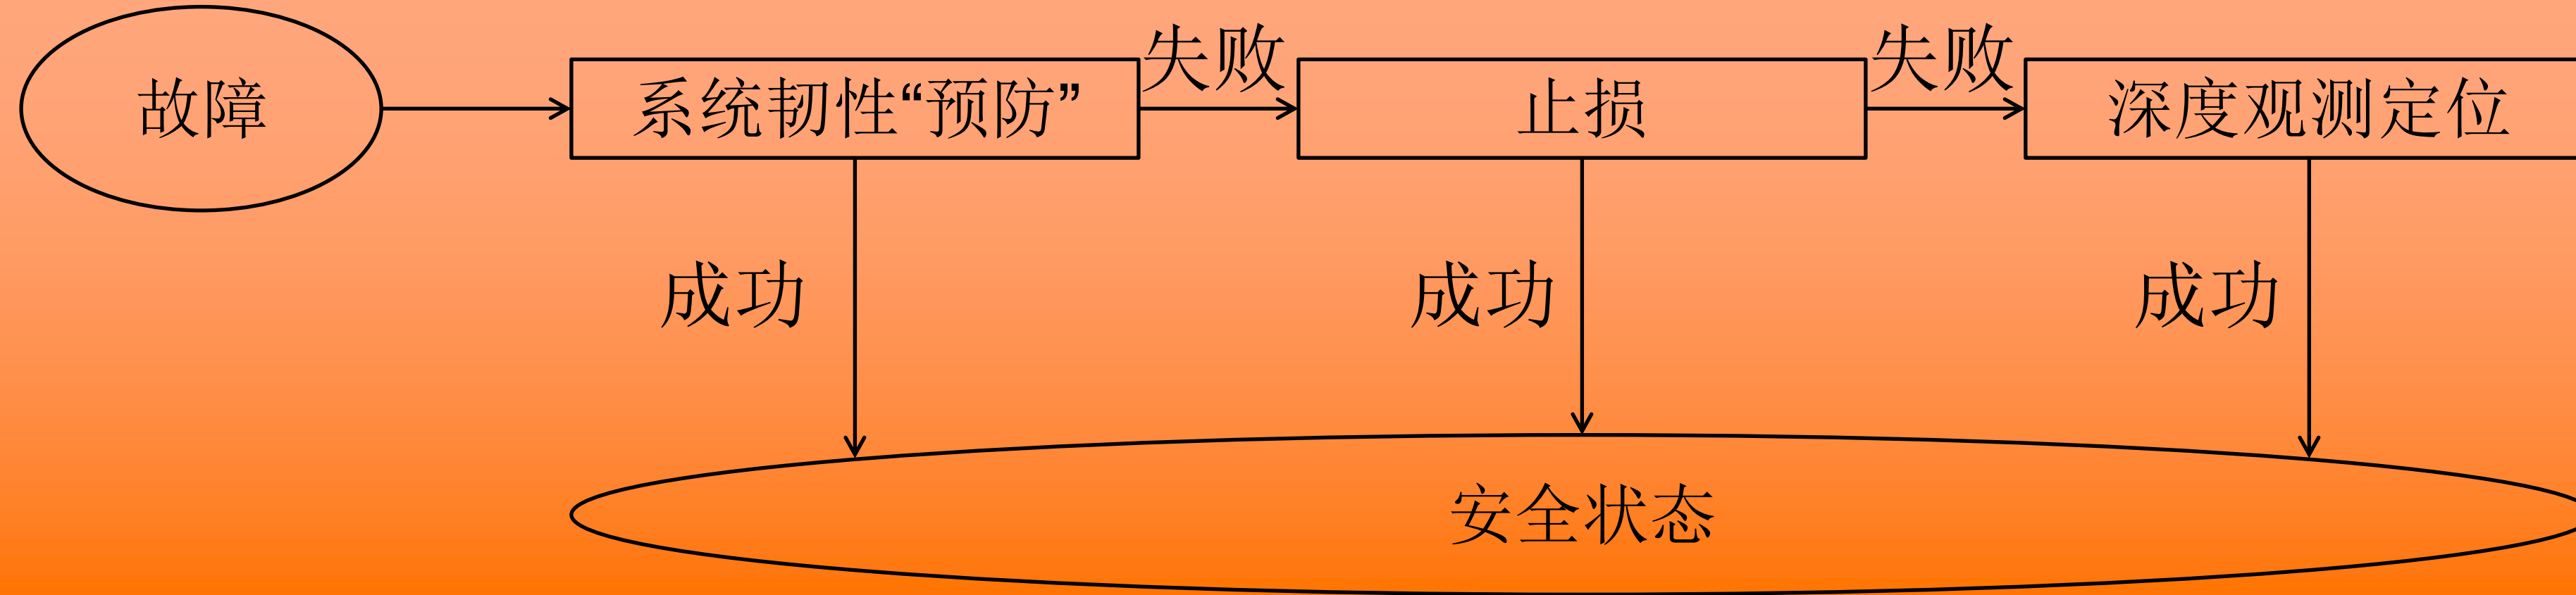 故障
系统韧性“预防”
失败
止损
失败
深度观测定位
成功
成功
成功
安全状态